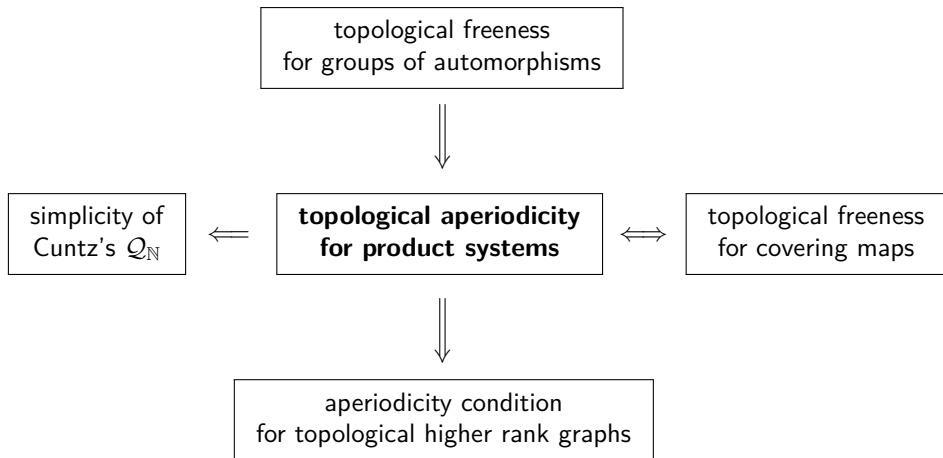 topological freeness
for groups of automorphisms
simplicity of
Cuntz's 𝒬ℕ
topological aperiodicity
for product systems
topological freeness
for covering maps
aperiodicity condition
for topological higher rank graphs